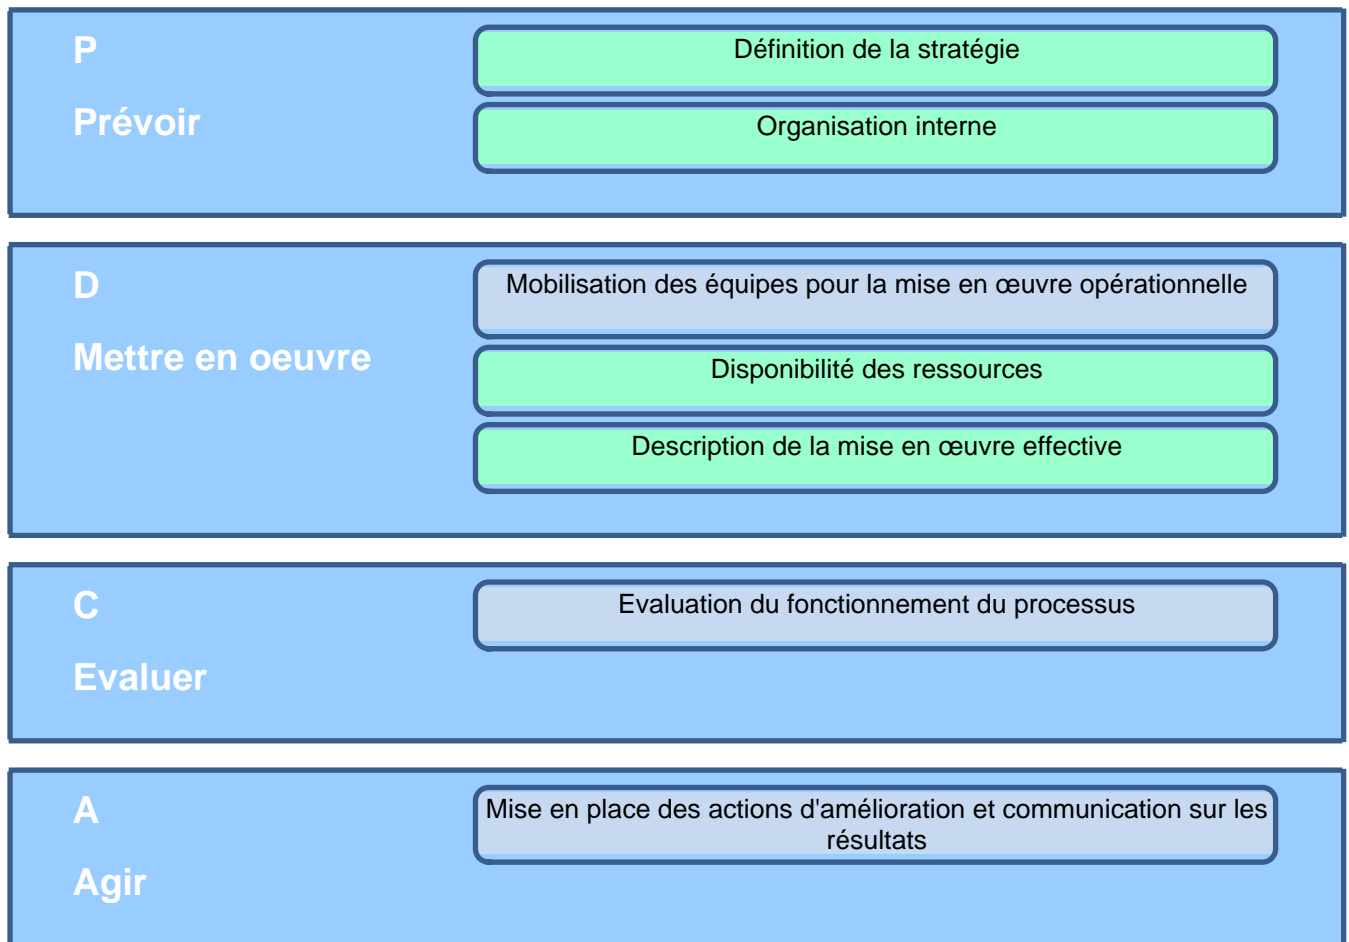 P
Prévoir
Définition de la stratégie
Organisation interne
D
Mettre en oeuvre
Mobilisation des équipes pour la mise en œuvre opérationnelle
Disponibilité des ressources
Description de la mise en œuvre effective
C
Evaluer
Evaluation du fonctionnement du processus
A
Agir
Mise en place des actions d'amélioration et communication sur les
résultats